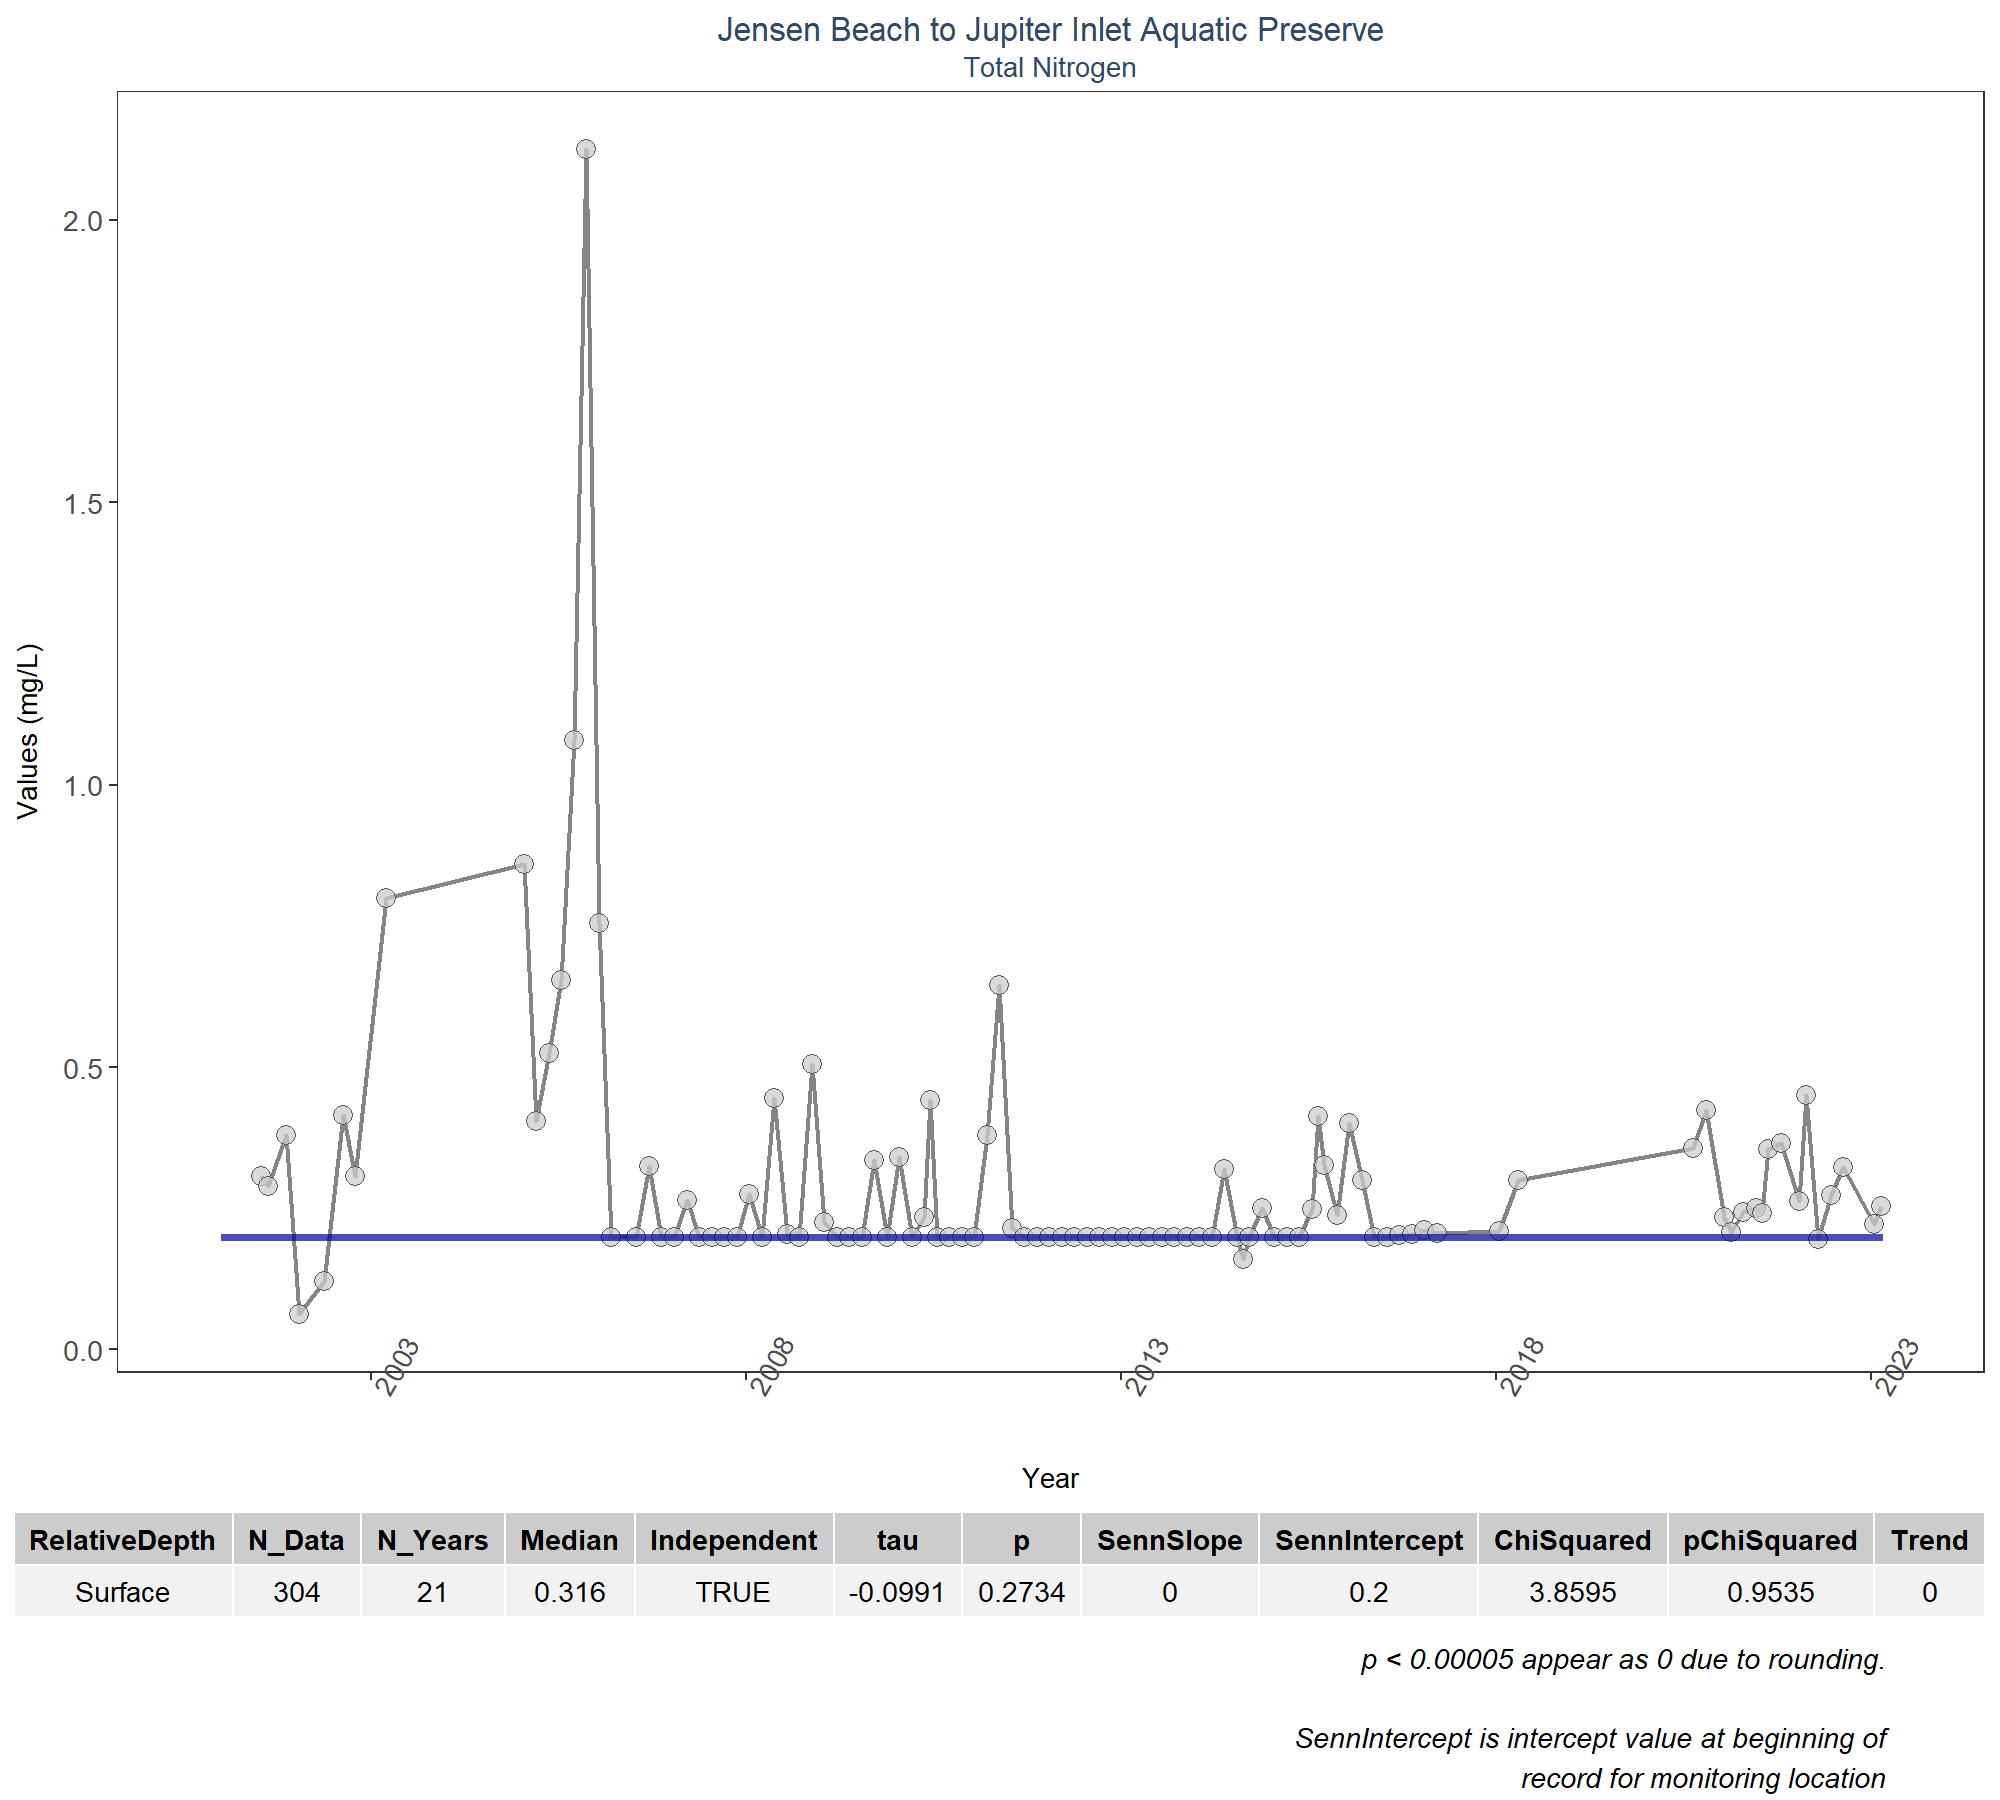 Jensen Beach to Jupiter Inlet Aquatic Preserve
Total Nitrogen
Values (mg/L)
2.0
1.5
1.0
0.5
0.0
2003 2008 2013 2018 2023
Year
RelativeDepth N_Data N_Years Median Independent tau p SennSlope SennIntercept ChiSquared pChiSquared Trend
Surface 304 21 0.316 TRUE -0.0991 0.2734 0 0.2 3.8595 0.9535 0
p < 0.00005 appear as 0 due to rounding.
SennIntercept is intercept value at beginning of
record for monitoring location